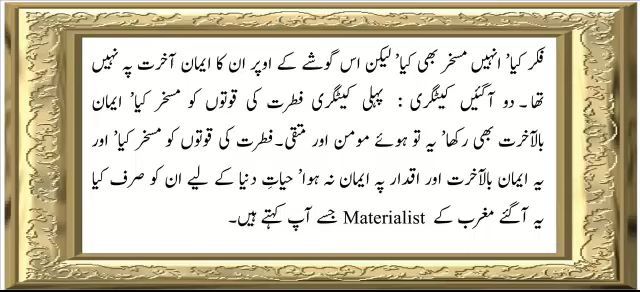 فکر کیا’ انہیں مسخر بھی کیا’ لیکن اس گوشے کے اوپر ان کا ایمان آخرت پہ نہیں
تھا۔ دو آگئیں کیٹگری : پہلی کیٹگری فطرت کی قوتوں کو مسخر کیا’ ایمان
بالآخرت بھی رکھا’ یہ تو ہوئے مومن اور متقی۔ فطرت کی قوتوں کو مسخر کیا’ اور
یہ ایمان بالآخرت اور اقدار پہ ایمان نہ ہوا’ حیاتِ دنیا کے لیے ان کو صرف کیا
یہ آگئے مغرب کے Materialist جسے آپ کہتے ہیں۔